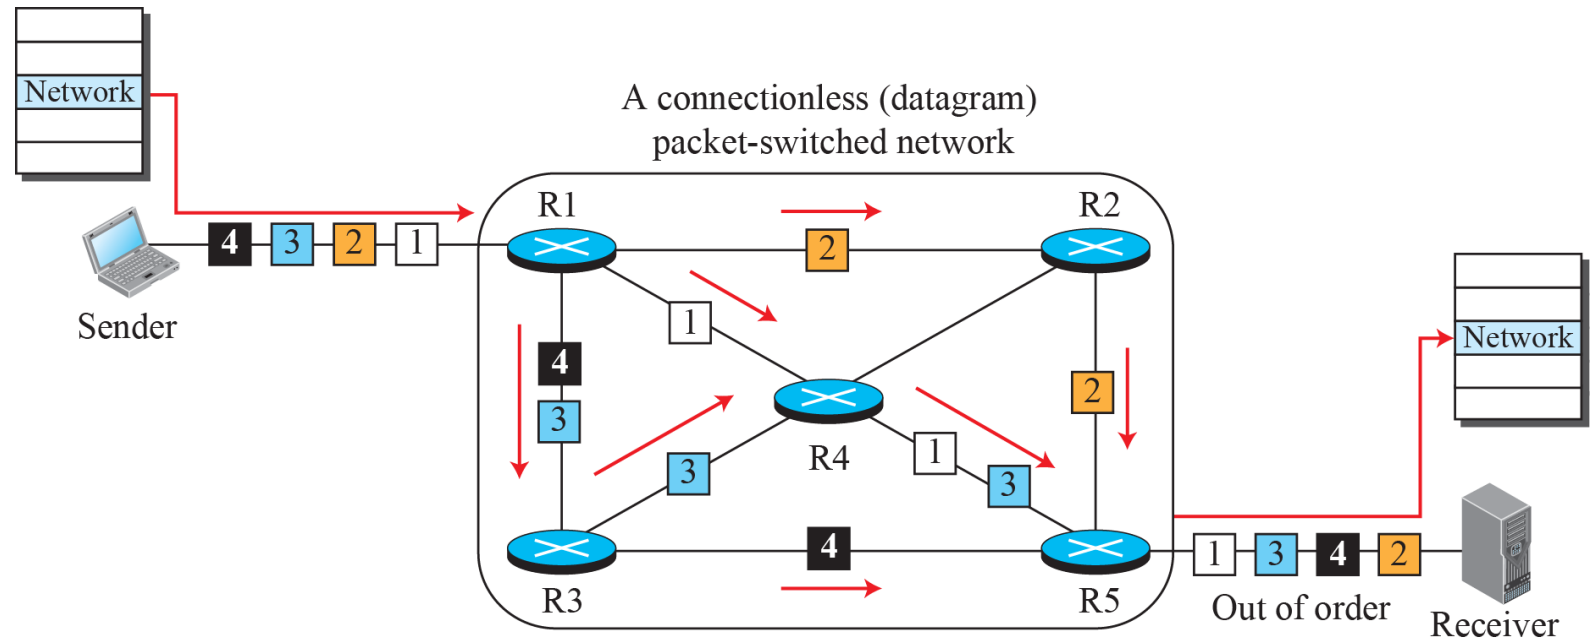 Network
A connectionless (datagram)
packet-switched network
R1
R2
4 3 2 1
2
Sender
1
Network
4
2
3
R4
1
3
3
4
1 3 4 2
R3
R5
Out of order
Receiver